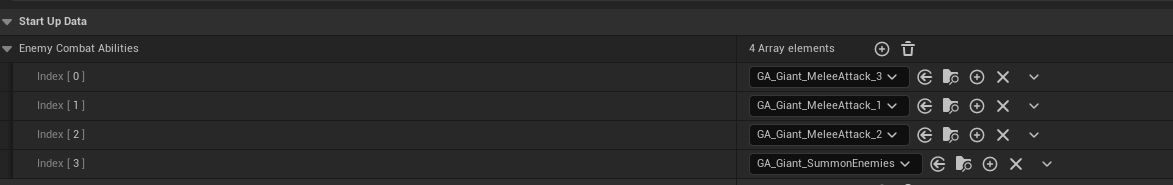 Start Up Data
Enemy Combat Abilities 4 Array elements
Index [ 0 ] GA_Giant_MeleeAttack_3
Index [ 1 ] GA_Giant_MeleeAttack_1
Index [ 2 ] GA_Giant_MeleeAttack_2
Index [ 3 ] GA_Giant_SummonEnemies